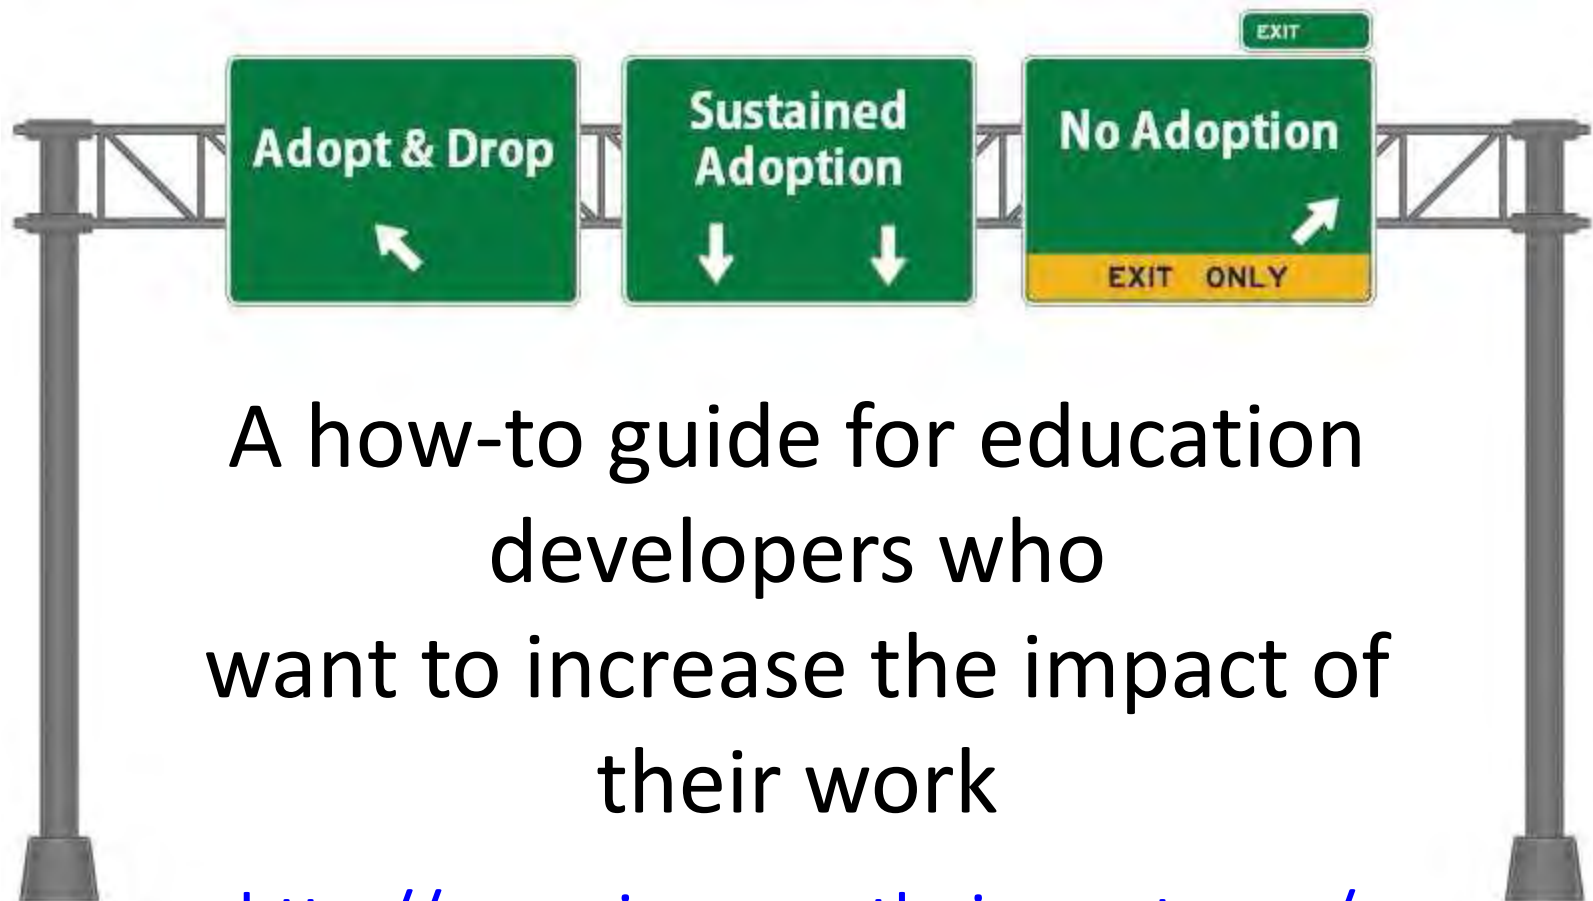 EXIT
Adopt & Drop
Sustained
Adoption
No Adoption
EXIT ONLY
A how-to guide for education
developers who
want to increase the impact of
their work